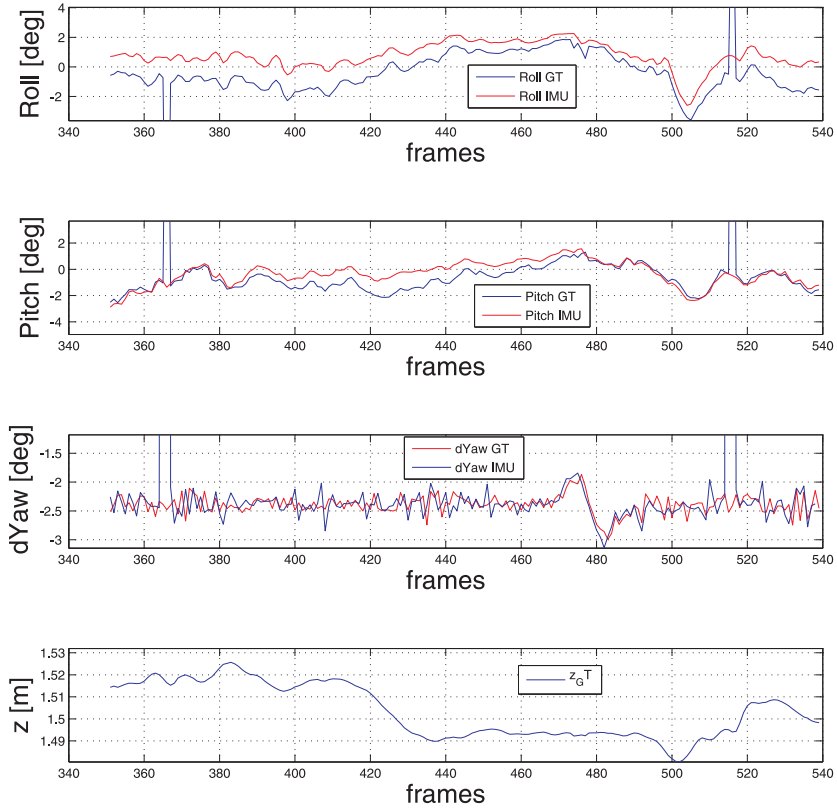 4
2
0
-2
Roll [deg]
Roll GT
Roll IMU
340 360 380 400 420 440 460 480 500 520 540
frames
2
0
-2
-4
Pitch [deg]
Pitch GT
Pitch IMU
340 360 380 400 420 440 460 480 500 520 540
frames
-1.5
-2
-2.5
-3
dYaw [deg]
dYaw GT
dYaw IMU
340 360 380 400 420 440 460 480 500 520 540
frames
1.53
1.52
1.51
1.5
1.49
z [m]
z_GT
340 360 380 400 420 440 460 480 500 520 540
frames